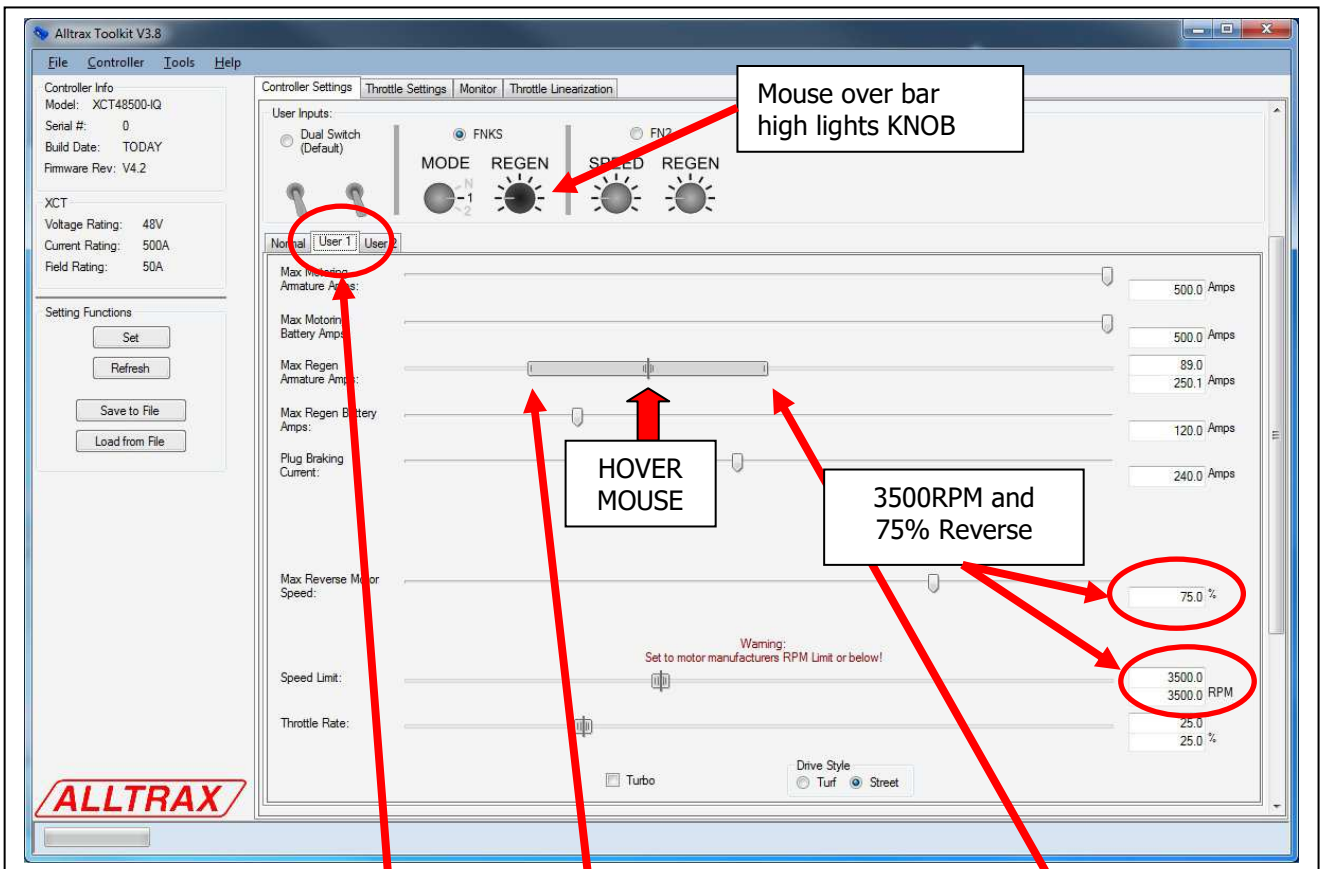 Alltrax Toolkit V3.8
File Controller Tools Help
Controller Info
Model: XCT48500-IQ
Serial #: 0
Build Date: TODAY
Firmware Rev: V4.2
XCT
Voltage Rating: 48V
Current Rating: 500A
Field Rating: 50A
Setting Functions
Set
Refresh
Save to File
Load from File
ALLTRAX
Controller Settings Throttle Settings Monitor Throttle Linearization
User Inputs:
Dual Switch
(Default)
FNKS
FN2
MODE REGEN
SPEED REGEN
N
1
2
Mouse over bar
high lights KNOB
Normal User 1 User 2
Max Motoring
Armature Amps:
500.0 Amps
Max Motoring
Battery Amps:
500.0 Amps
Max Regen
Armature Amps:
89.0
250.1 Amps
Max Regen Battery
Amps:
120.0 Amps
Plug Braking
Current:
240.0 Amps
HOVER
MOUSE
3500RPM and
75% Reverse
Max Reverse Motor
Speed:
75.0 %
Warning:
Set to motor manufacturers RPM Limit or below!
Speed Limit:
3500.0
3500.0 RPM
Throttle Rate:
25.0
25.0 %
Turbo
Drive Style
Turf Street